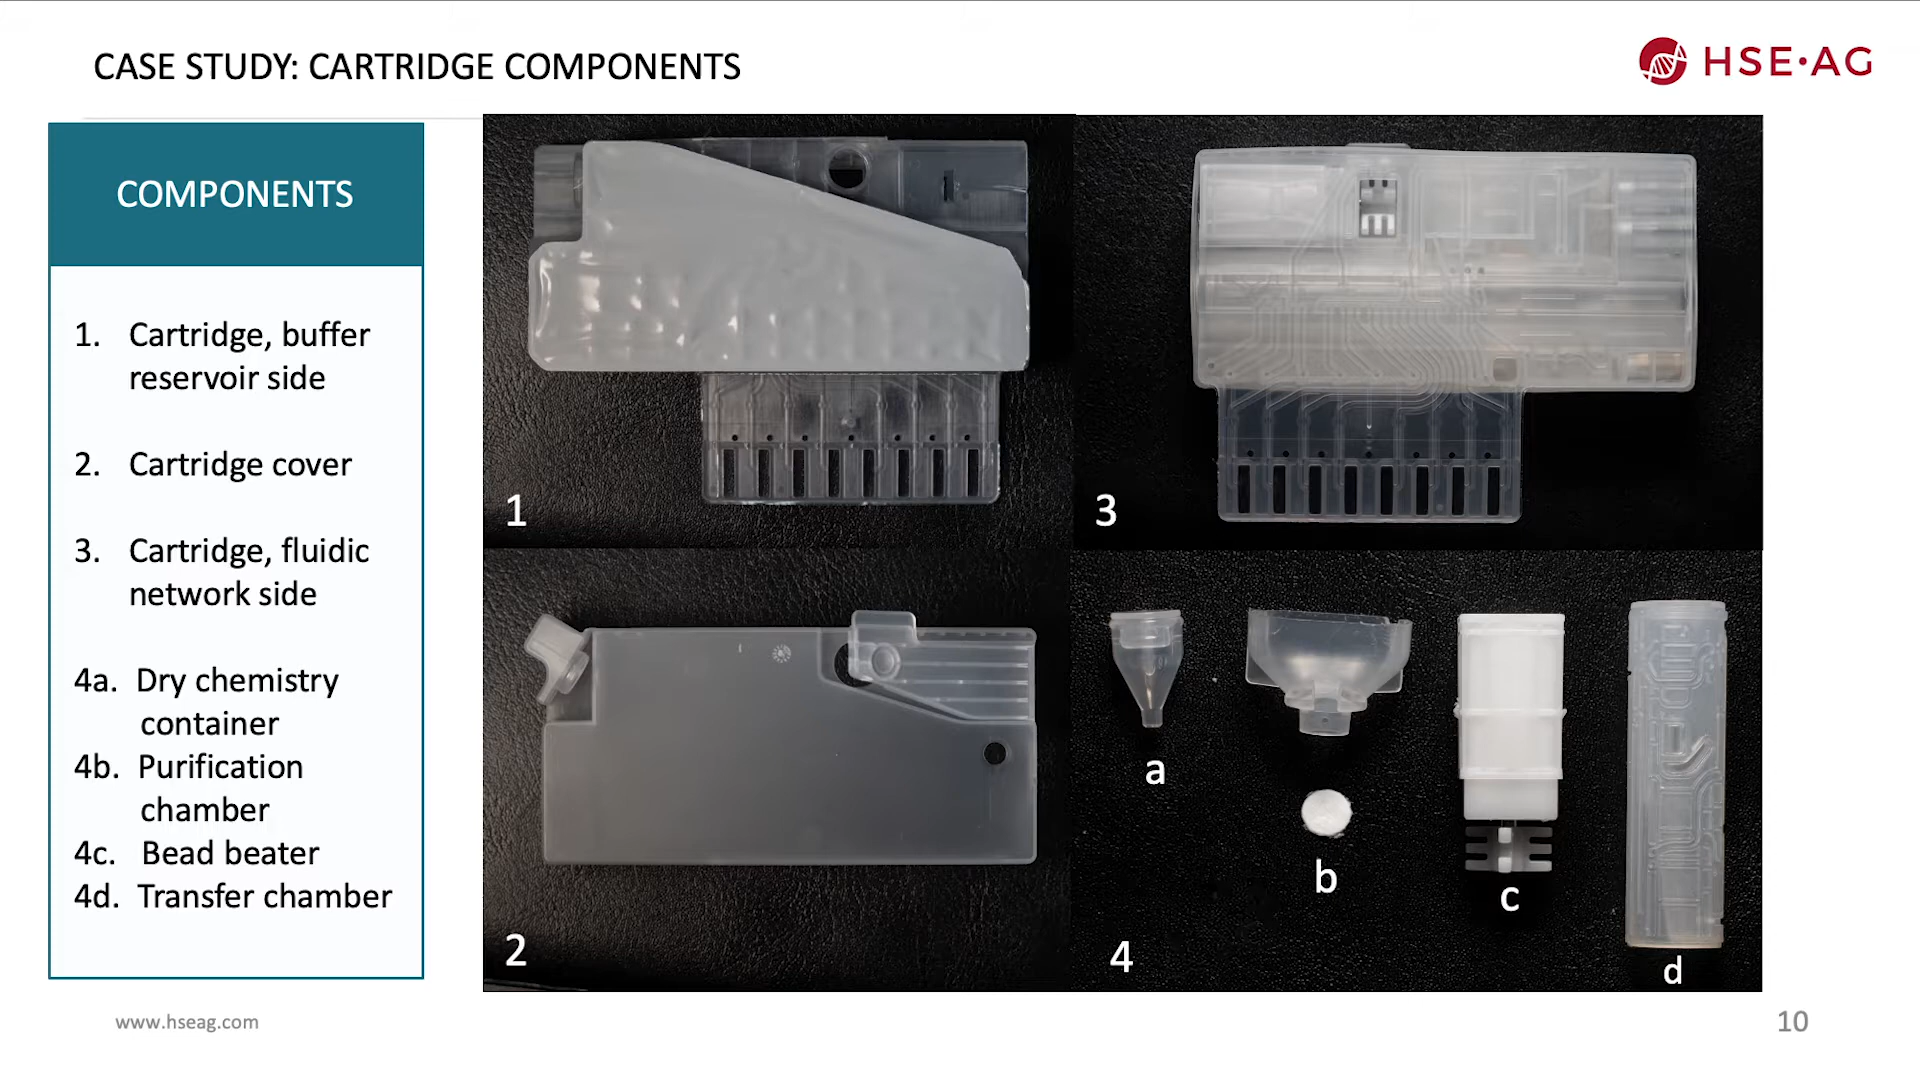 CASE STUDY: CARTRIDGE COMPONENTS
HSE•AG
COMPONENTS
1. Cartridge, buffer
reservoir side
2. Cartridge cover
3. Cartridge, fluidic
network side
4a. Dry chemistry
container
4b. Purification
chamber
4c. Bead beater
4d. Transfer chamber
1
3
2
4
a
b
c
d
www.hseag.com
10